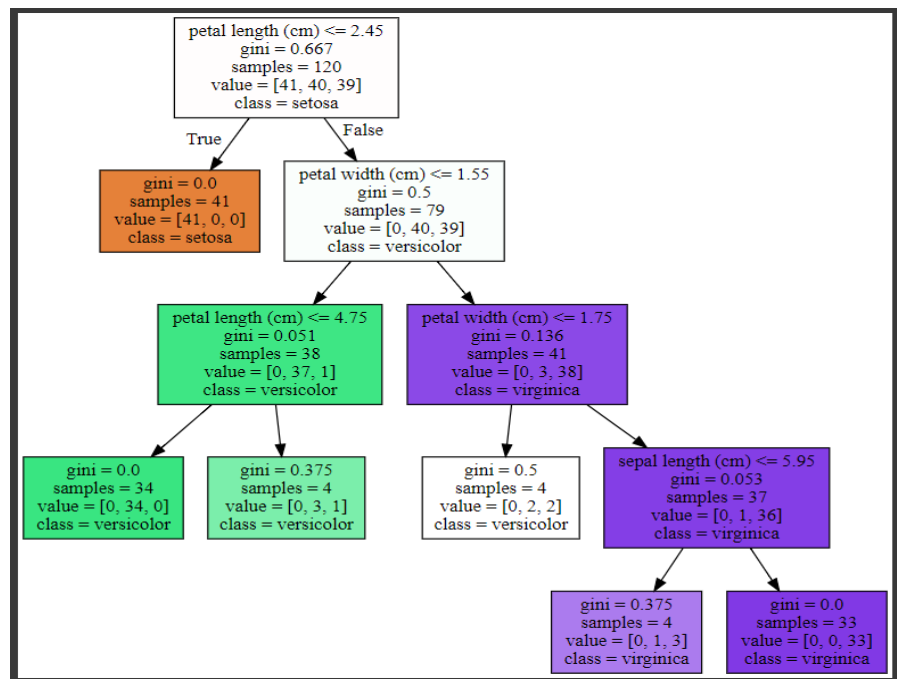 petal length (cm) <= 2.45
gini = 0.667
samples = 120
value = [41, 40, 39]
class = setosa
True
False
gini = 0.0
samples = 41
value = [41, 0, 0]
class = setosa
petal width (cm) <= 1.55
gini = 0.5
samples = 79
value = [0, 40, 39]
class = versicolor
petal length (cm) <= 4.75
gini = 0.051
samples = 38
value = [0, 37, 1]
class = versicolor
petal width (cm) <= 1.75
gini = 0.136
samples = 41
value = [0, 3, 38]
class = virginica
gini = 0.0
samples = 34
value = [0, 34, 0]
class = versicolor
gini = 0.375
samples = 4
value = [0, 3, 1]
class = versicolor
gini = 0.5
samples = 4
value = [0, 2, 2]
class = versicolor
sepal length (cm) <= 5.95
gini = 0.053
samples = 37
value = [0, 1, 36]
class = virginica
gini = 0.375
samples = 4
value = [0, 1, 3]
class = virginica
gini = 0.0
samples = 33
value = [0, 0, 33]
class = virginica